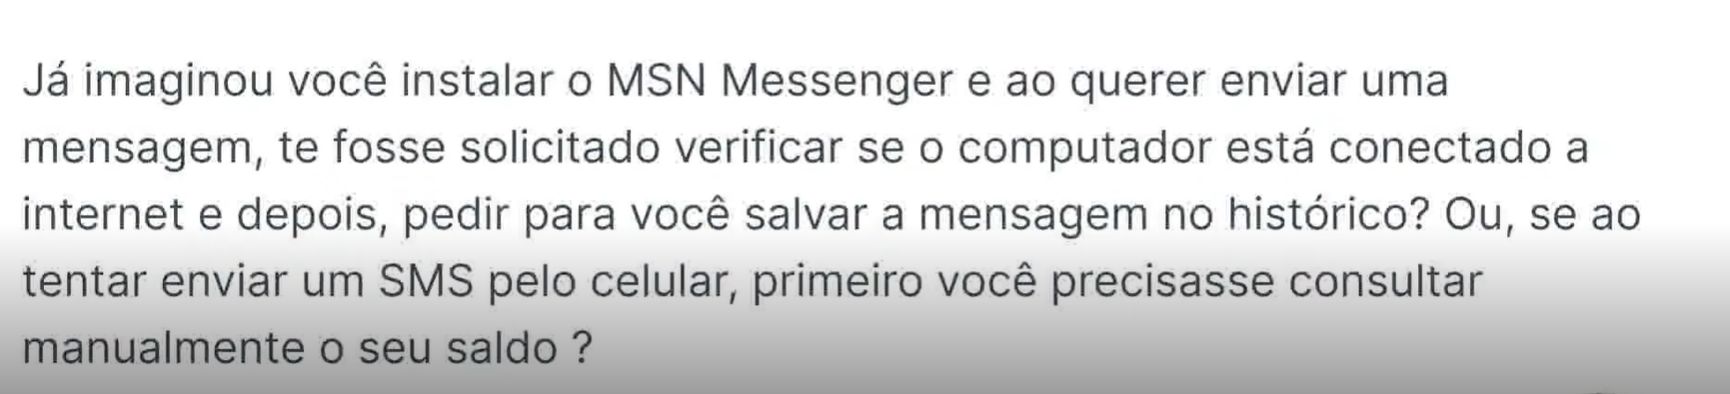 Já imaginou você instalar o MSN Messenger e ao querer enviar uma
mensagem, te fosse solicitado verificar se o computador está conectado a
internet e depois, pedir para você salvar a mensagem no histórico? Ou, se ao
tentar enviar um SMS pelo celular, primeiro você precisasse consultar
manualmente o seu saldo ?